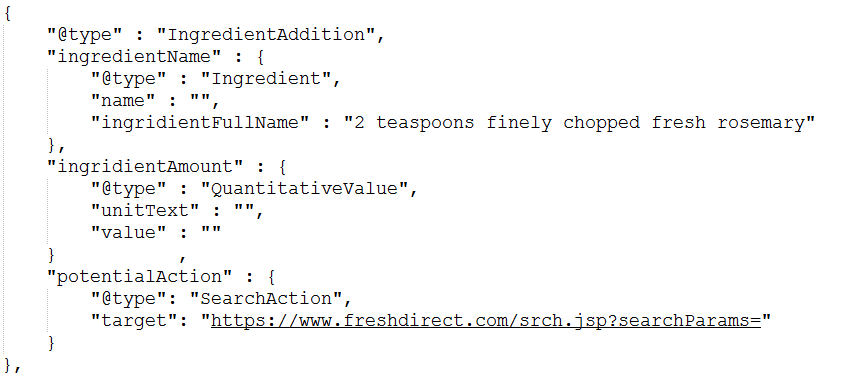 {
"@type" : "IngredientAddition",
"ingredientName" : {
"@type" : "Ingredient",
"name" : "",
"ingridientFullName" : "2 teaspoons finely chopped fresh rosemary"
},
"ingridientAmount" : {
"@type" : "QuantitativeValue",
"unitText" : "",
"value" : ""
} ,
"potentialAction" : {
"@type": "SearchAction",
"target": "https://www.freshdirect.com/srch.jsp?searchParams="
}
},